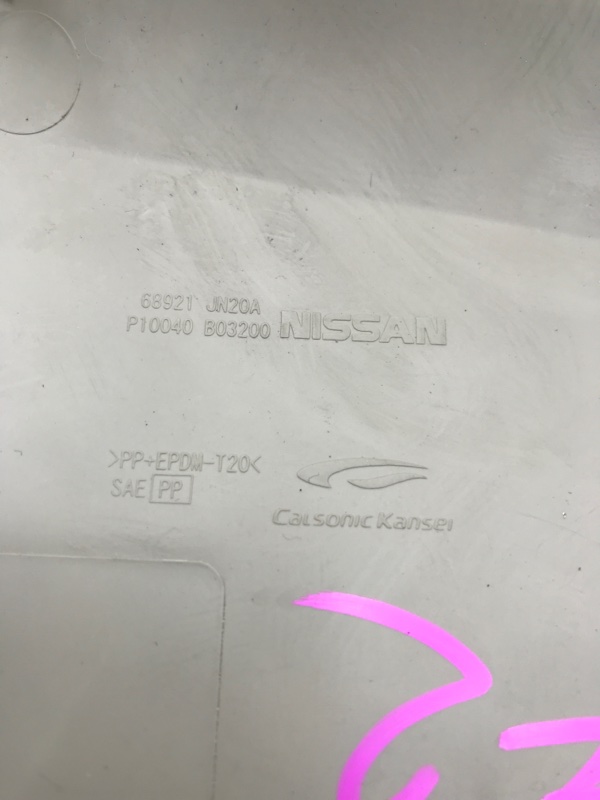 68921 JN20A
P10040 B03200 NISSAN
>PP+EPDM-T20<
SAE PP
Calsonic Kansei